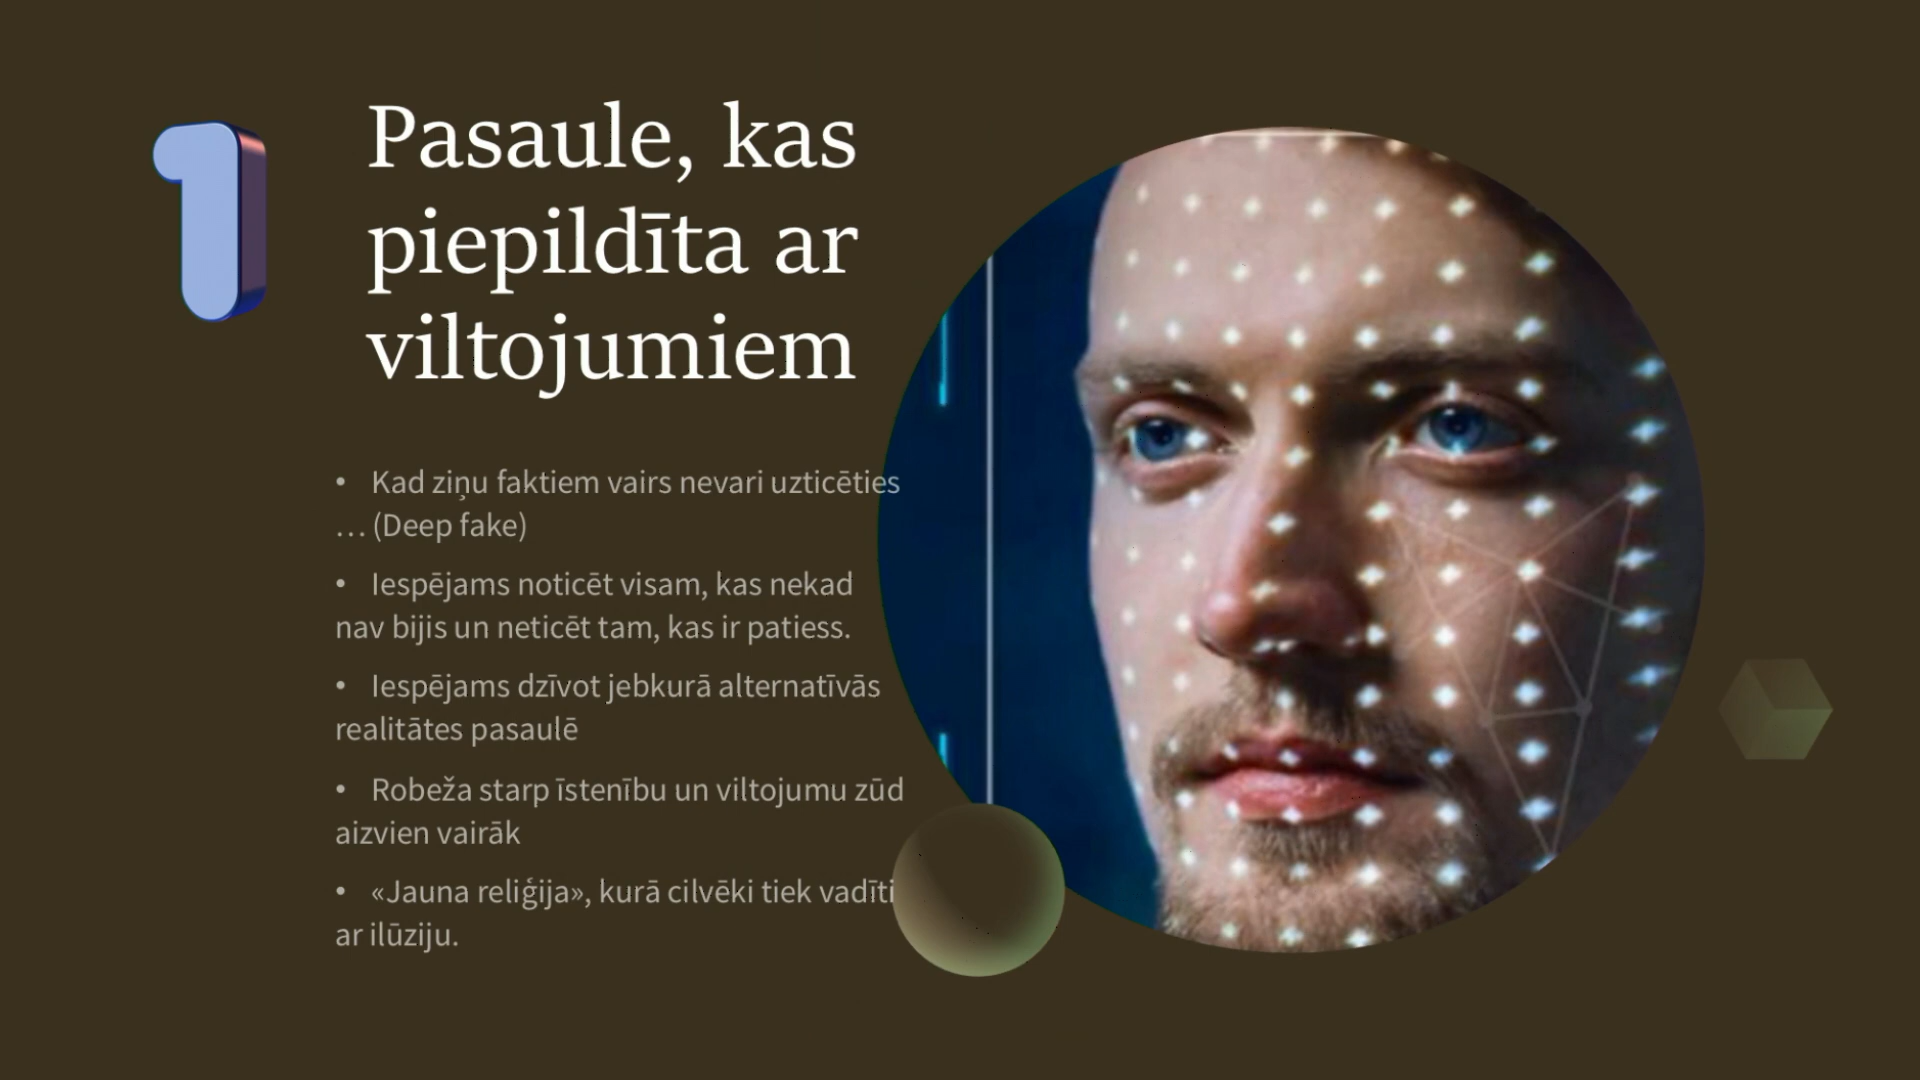 1
Pasaule, kas
piepildīta ar
viltojumiem
• Kad ziņu faktiem vairs nevari uzticēties
… (Deep fake)
• Iespējams noticēt visam, kas nekad
nav bijis un neticēt tam, kas ir patiess.
• Iespējams dzīvot jebkurā alternatīvās
realitātes pasaulē
• Robeža starp īstenību un viltojumu zūd
aizvien vairāk
• «Jauna reliģija», kurā cilvēki tiek vadīti
ar ilūziju.